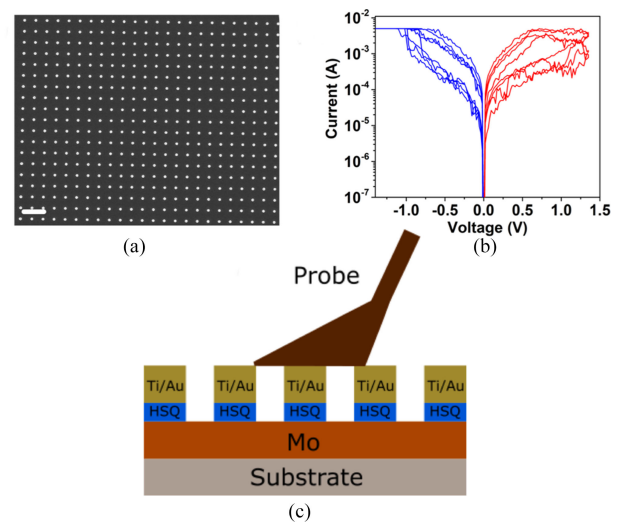 (a)
Current (A)
10⁻²
10⁻³
10⁻⁴
10⁻⁵
10⁻⁶
10⁻⁷
-1.0 -0.5 0.0 0.5 1.0 1.5
Voltage (V)
(b)
Probe
Ti/Au Ti/Au Ti/Au Ti/Au Ti/Au
HSQ HSQ HSQ HSQ HSQ
Mo
Substrate
(c)